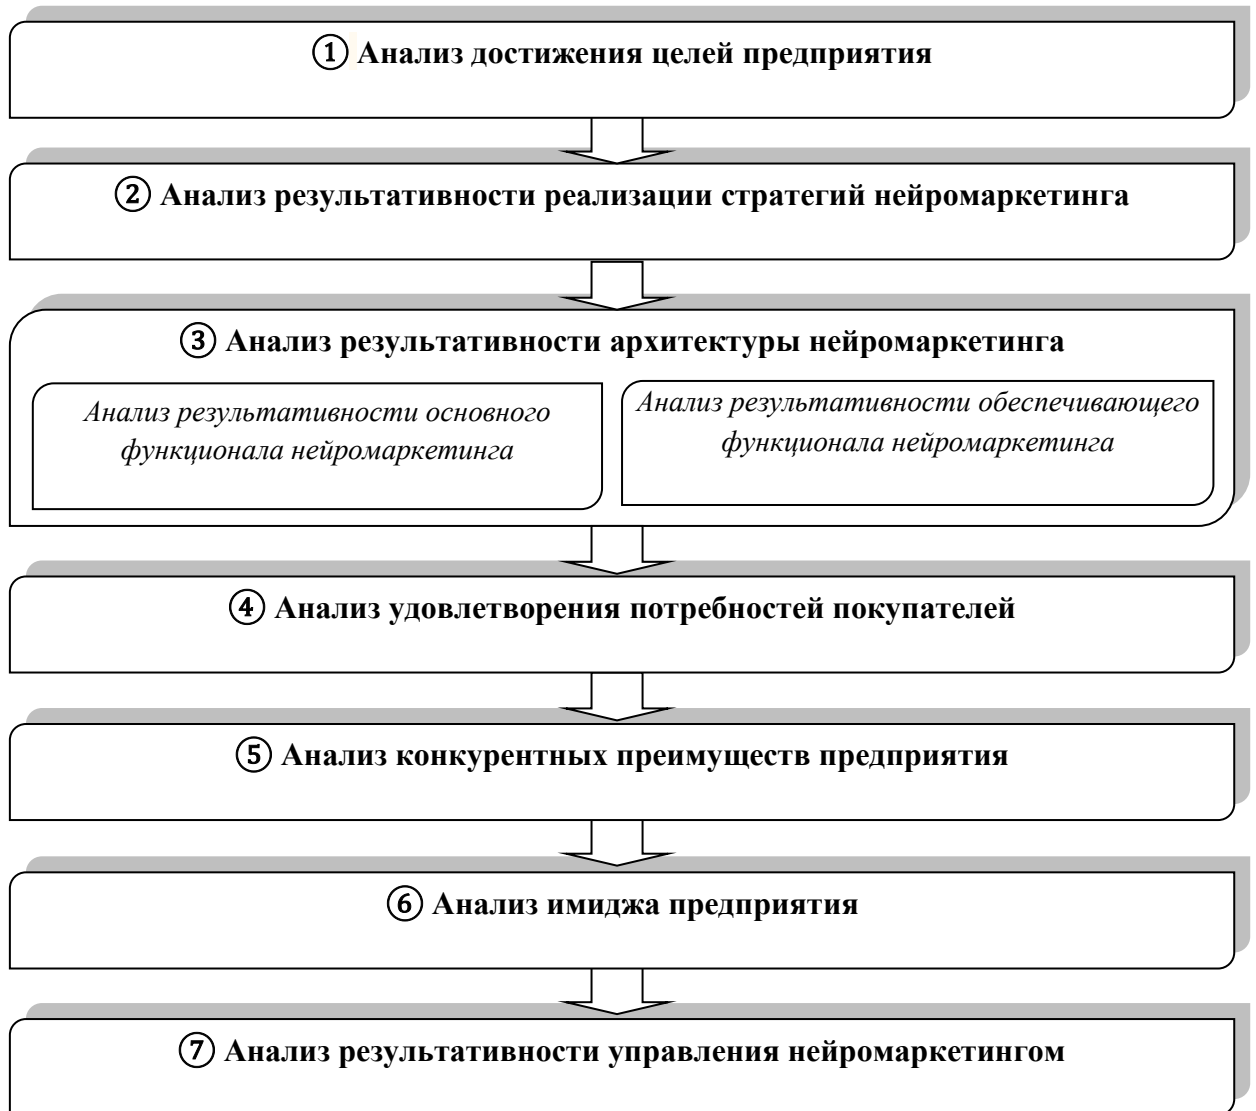 ① Анализ достижения целей предприятия
② Анализ результативности реализации стратегий нейромаркетинга
③ Анализ результативности архитектуры нейромаркетинга
Анализ результативности основного
функционала нейромаркетинга
Анализ результативности обеспечивающего
функционала нейромаркетинга
④ Анализ удовлетворения потребностей покупателей
⑤ Анализ конкурентных преимуществ предприятия
⑥ Анализ имиджа предприятия
⑦ Анализ результативности управления нейромаркетингом